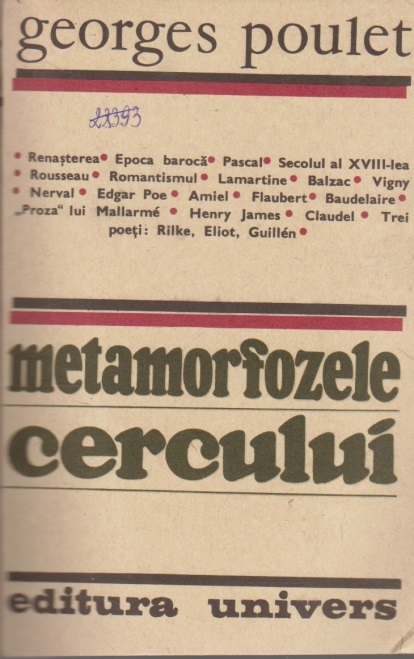 georges poulet
28393
• Renașterea • Epoca barocă • Pascal • Secolul al XVIII-lea
• Rousseau • Romantismul • Lamartine • Balzac • Vigny
• Nerval • Edgar Poe • Amiel • Flaubert • Baudelaire •
„Proza“ lui Mallarmé • Henry James • Claudel • Trei
poeți: Rilke, Eliot, Guillén •
metamorfozele
cercului
editura univers